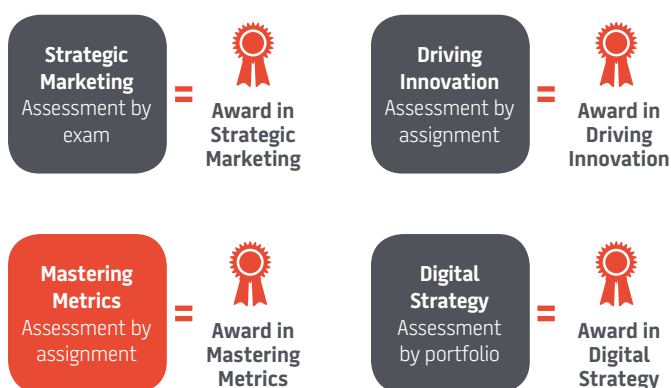 Strategic
Marketing
Assessment by
exam
=
Award in
Strategic
Marketing
Driving
Innovation
Assessment by
assignment
=
Award in
Driving
Innovation
Mastering
Metrics
Assessment by
assignment
=
Award in
Mastering
Metrics
Digital
Strategy
Assessment
by portfolio
=
Award in
Digital
Strategy